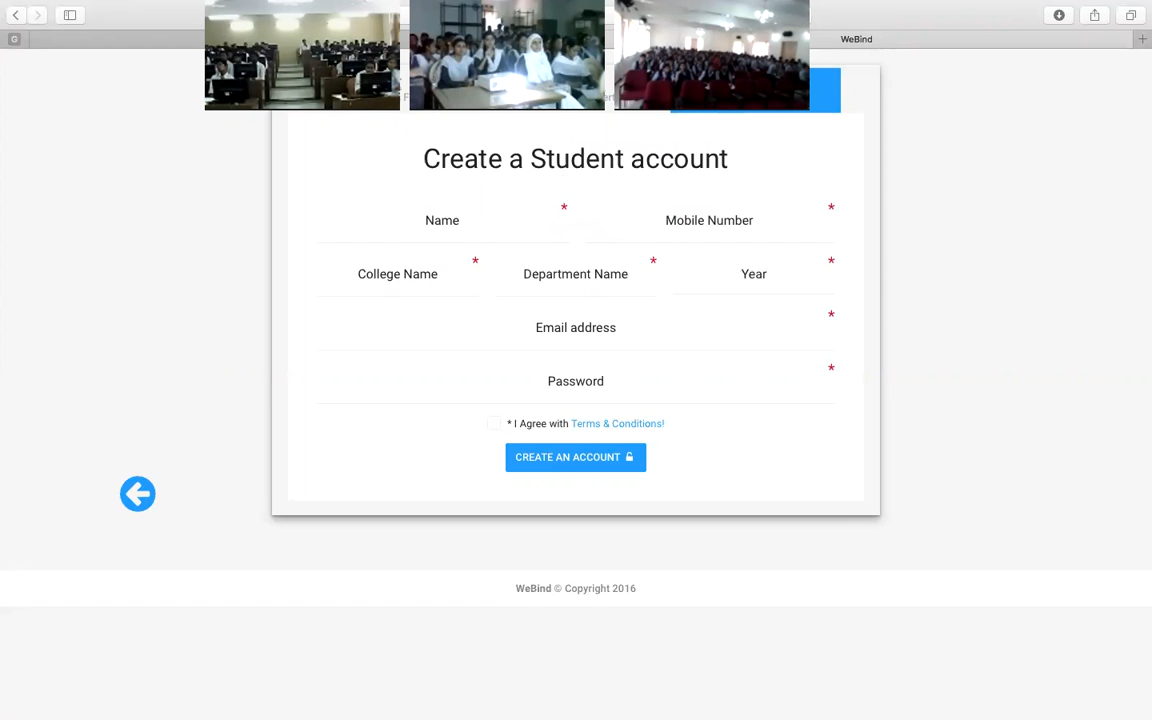 G
WeBind
Create a Student account
Name *
Mobile Number *
College Name *
Department Name *
Year *
Email address *
Password *
* I Agree with Terms & Conditions!
CREATE AN ACCOUNT
WeBind © Copyright 2016